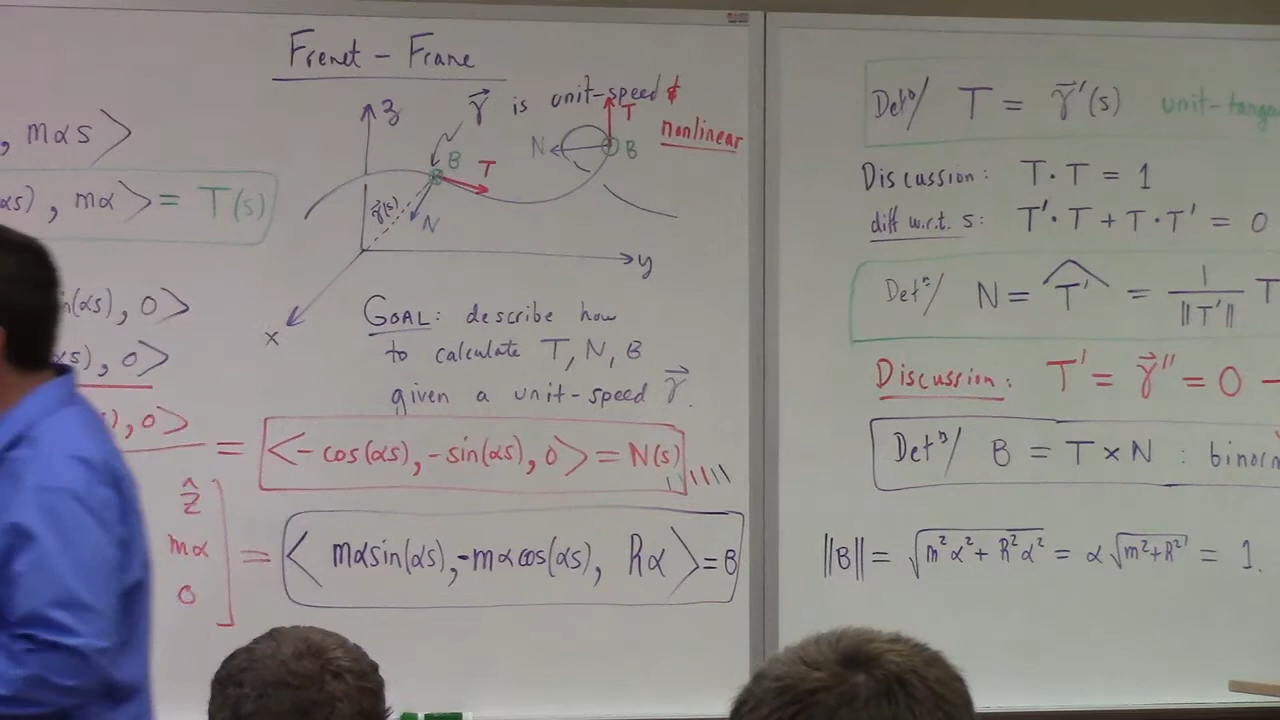 Frenet - Frame
γ⃗ is unit-speed &
nonlinear
z
B
T
N
γ⃗(s)
y
x
T
N
B
, mαs>
αs), mα> = T(s)
n(αs), 0>
αs), 0>
), 0>
GOAL: describe how
to calculate T, N, B
given a unit-speed γ⃗.
= <-cos(αs), -sin(αs), 0> = N(s)
ẑ
mα
0
= <mαsin(αs), -mαcos(αs), Rα> = B
Defⁿ/ T = γ⃗'(s) unit-tange
Discussion: T·T = 1
diff w.r.t. s: T'·T + T·T' = 0
Defⁿ/ N = T̂' = 1/||T'|| T
Discussion: T' = γ⃗'' = 0 -
Defⁿ/ B = T × N : binorm
||B|| = √(m²α² + R²α²) = α√(m²+R²) = 1.